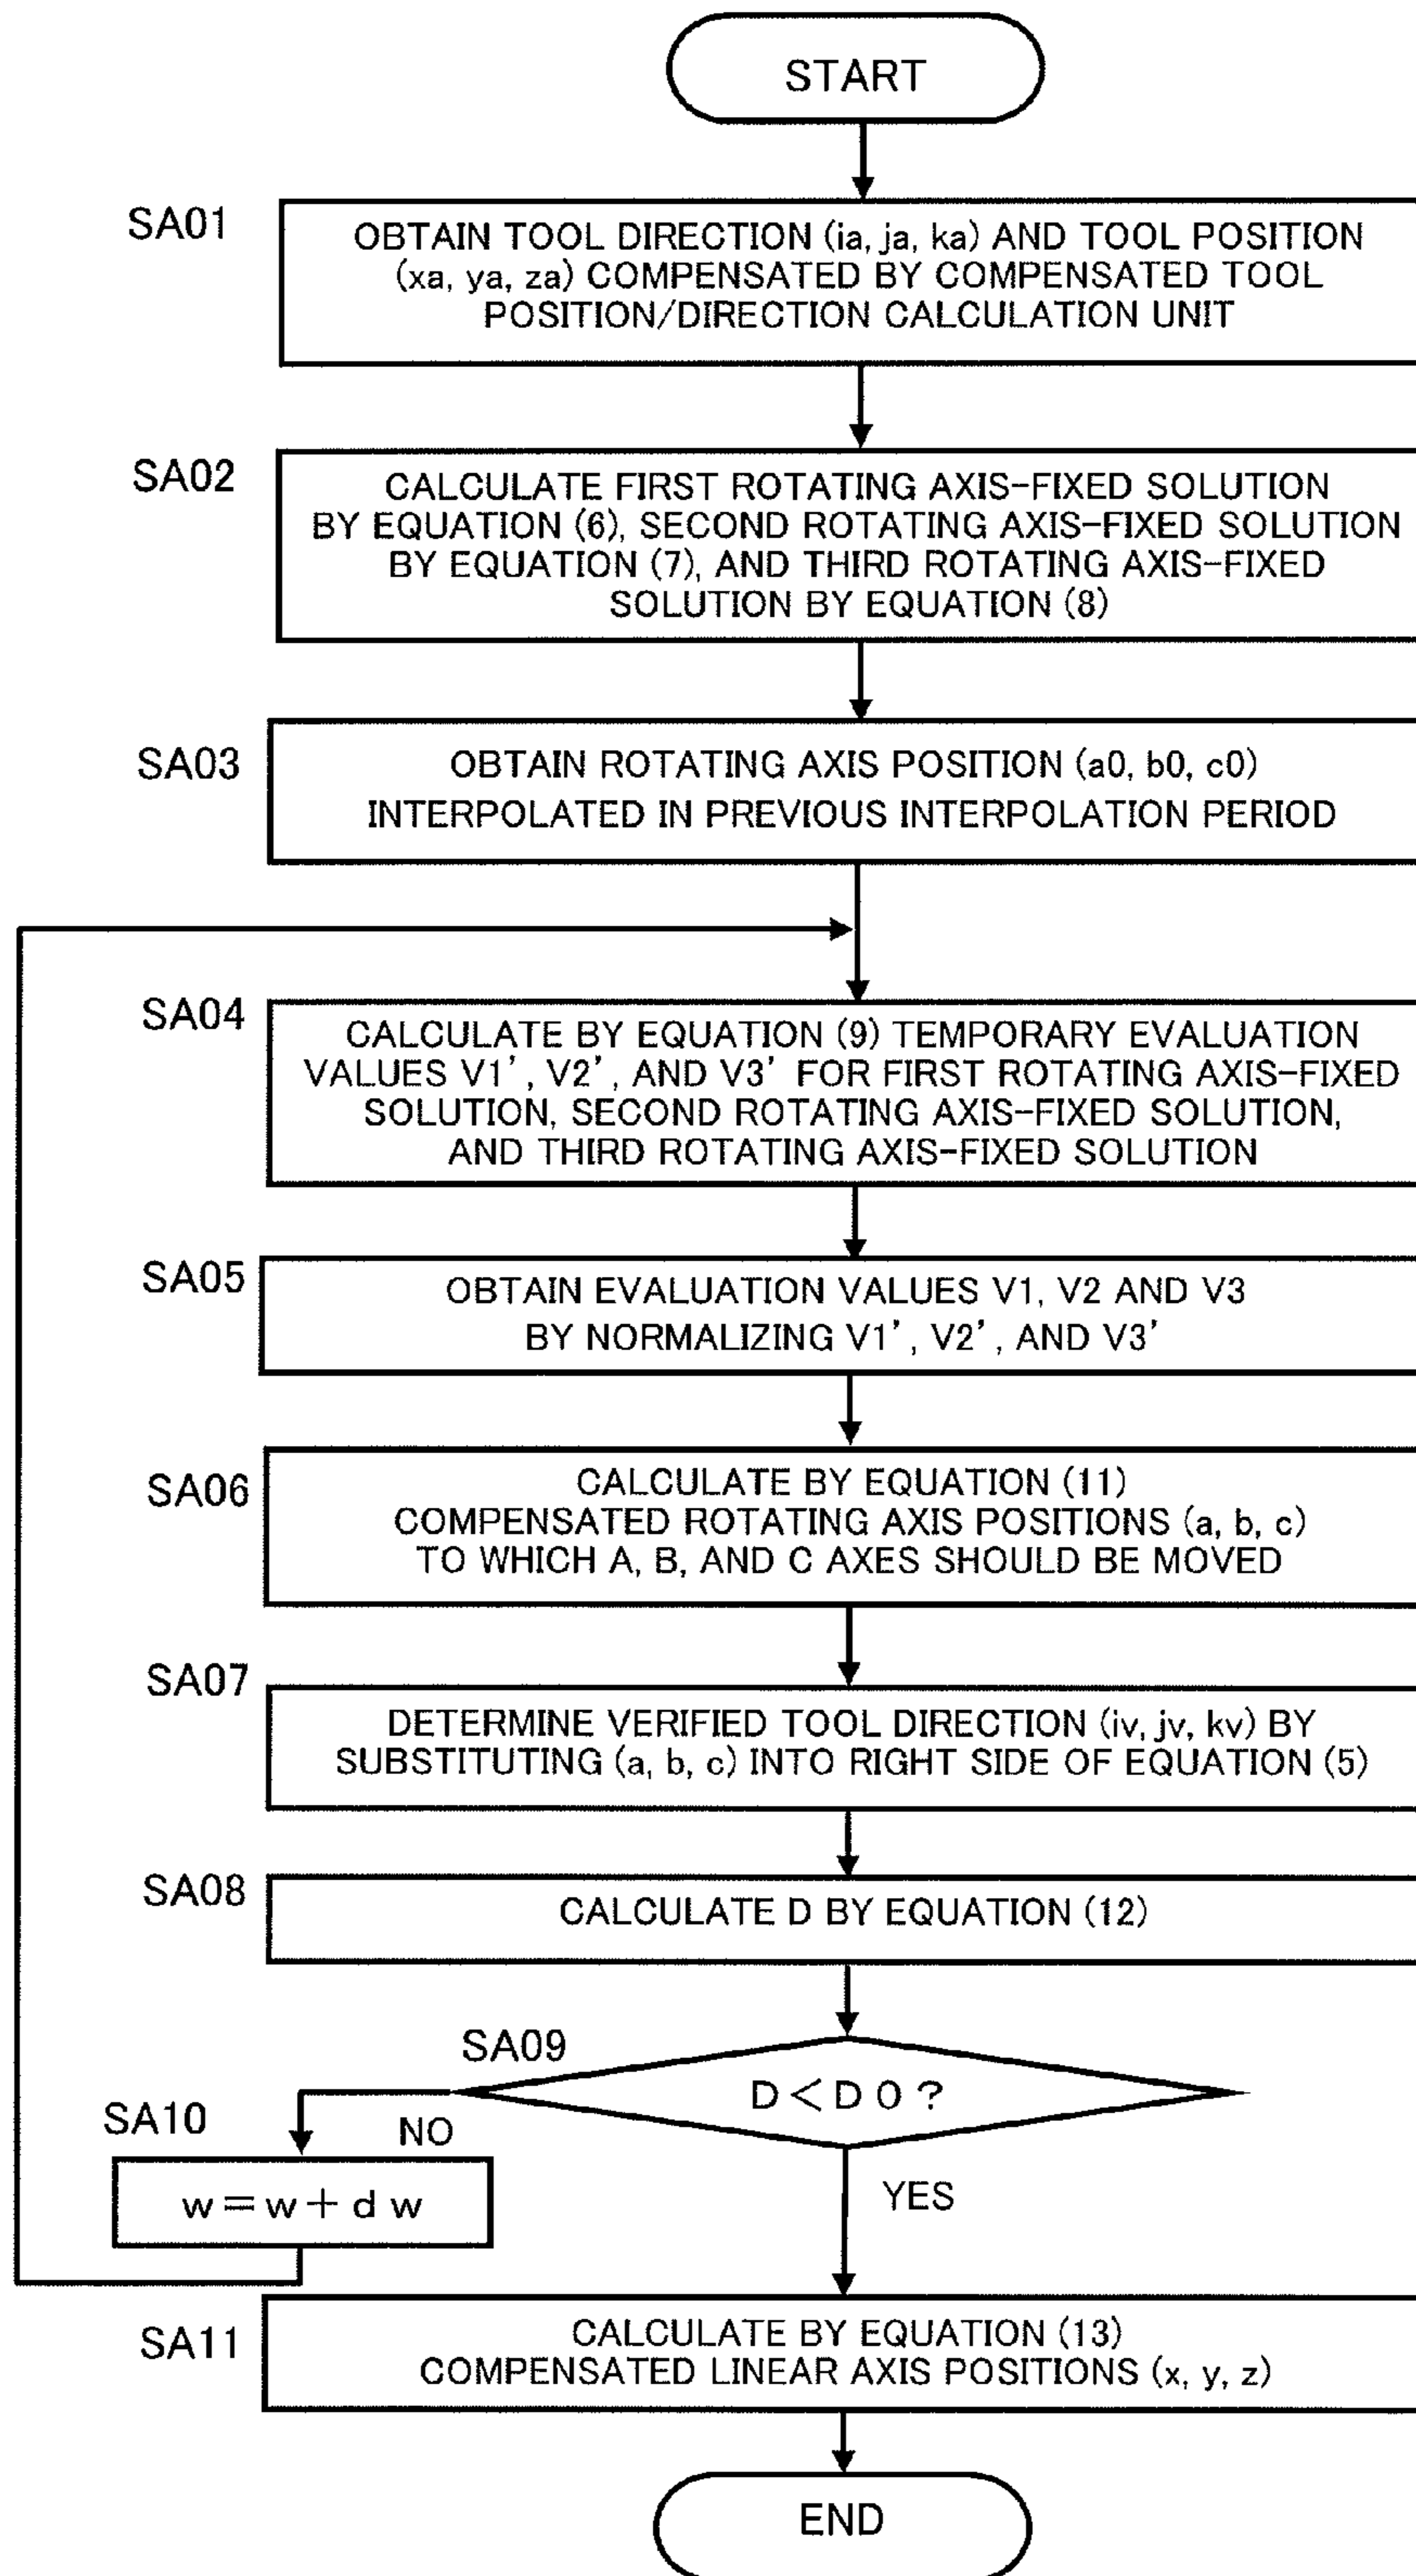 START
SA01
OBTAIN TOOL DIRECTION (ia, ja, ka) AND TOOL POSITION
(xa, ya, za) COMPENSATED BY COMPENSATED TOOL
POSITION/DIRECTION CALCULATION UNIT
SA02
CALCULATE FIRST ROTATING AXIS-FIXED SOLUTION
BY EQUATION (6), SECOND ROTATING AXIS-FIXED SOLUTION
BY EQUATION (7), AND THIRD ROTATING AXIS-FIXED
SOLUTION BY EQUATION (8)
SA03
OBTAIN ROTATING AXIS POSITION (a0, b0, c0)
INTERPOLATED IN PREVIOUS INTERPOLATION PERIOD
SA04
CALCULATE BY EQUATION (9) TEMPORARY EVALUATION
VALUES V1', V2', AND V3' FOR FIRST ROTATING AXIS-FIXED
SOLUTION, SECOND ROTATING AXIS-FIXED SOLUTION,
AND THIRD ROTATING AXIS-FIXED SOLUTION
SA05
OBTAIN EVALUATION VALUES V1, V2 AND V3
BY NORMALIZING V1', V2', AND V3'
SA06
CALCULATE BY EQUATION (11)
COMPENSATED ROTATING AXIS POSITIONS (a, b, c)
TO WHICH A, B, AND C AXES SHOULD BE MOVED
SA07
DETERMINE VERIFIED TOOL DIRECTION (iv, jv, kv) BY
SUBSTITUTING (a, b, c) INTO RIGHT SIDE OF EQUATION (5)
SA08
CALCULATE D BY EQUATION (12)
SA09
D < D 0 ?
SA10
NO
w = w + d w
YES
SA11
CALCULATE BY EQUATION (13)
COMPENSATED LINEAR AXIS POSITIONS (x, y, z)
END